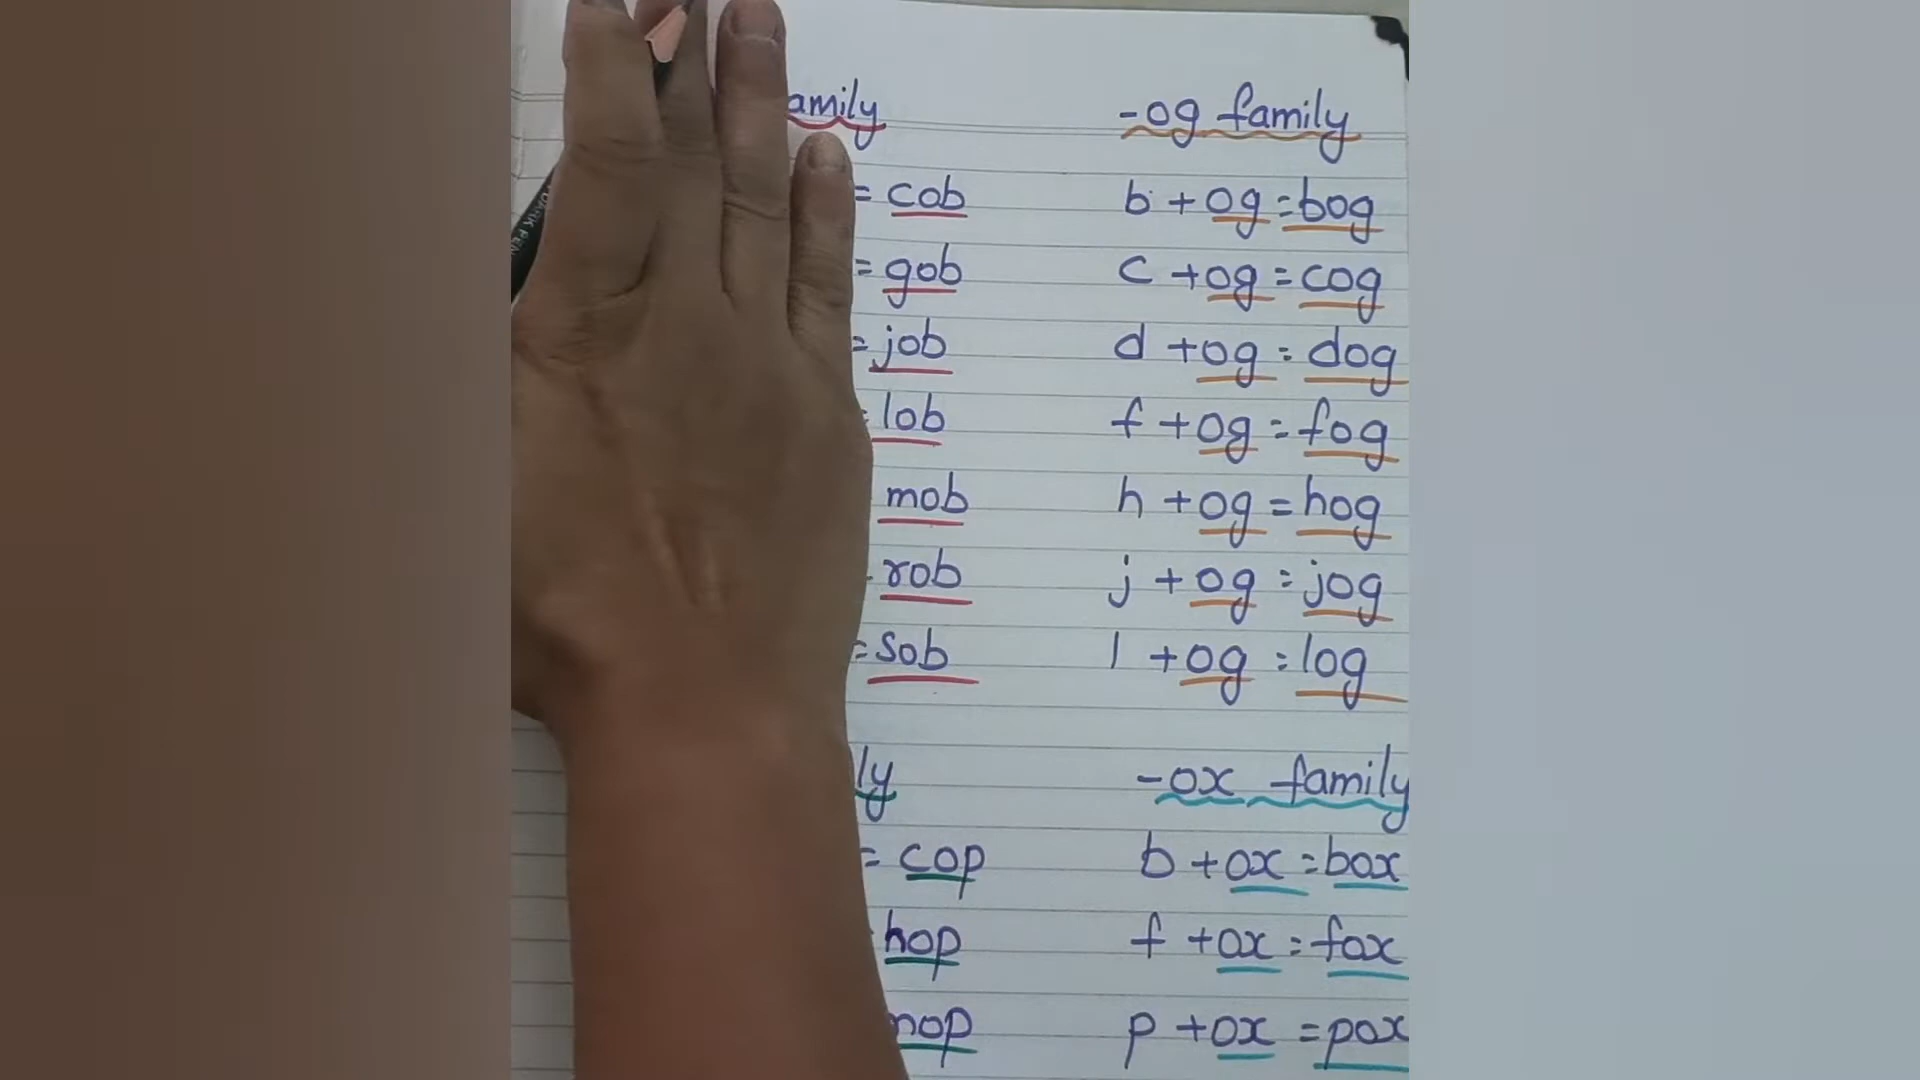 amily -og family
= cob b + og = bog
= gob c + og = cog
= job d + og = dog
lob f + og = fog
mob h + og = hog
rob j + og = jog
= sob l + og = log
ly -ox family
= cop b + ox = box
hop f + ox = fox
p + ox = pox